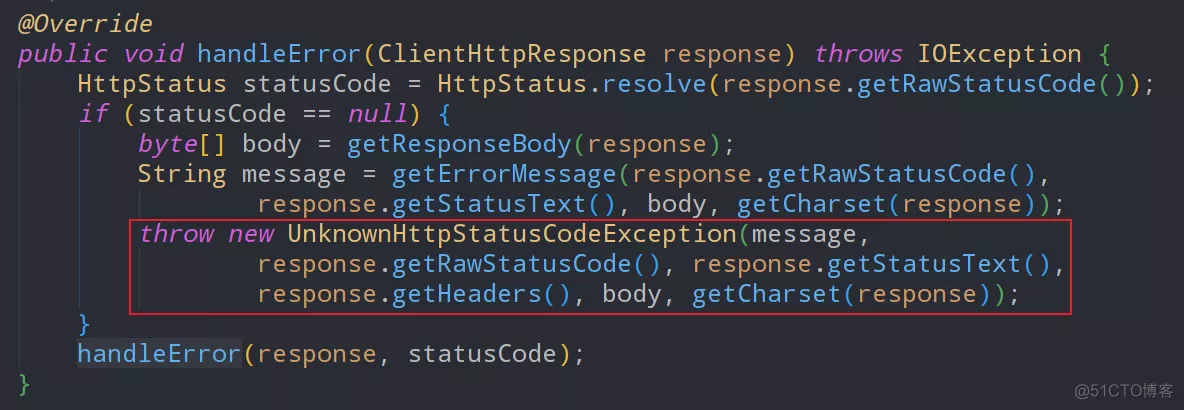 @Override
public void handleError(ClientHttpResponse response) throws IOException {
    HttpStatus statusCode = HttpStatus.resolve(response.getRawStatusCode());
    if (statusCode == null) {
        byte[] body = getResponseBody(response);
        String message = getErrorMessage(response.getRawStatusCode(),
                response.getStatusText(), body, getCharset(response));
        throw new UnknownHttpStatusCodeException(message,
                response.getRawStatusCode(), response.getStatusText(),
                response.getHeaders(), body, getCharset(response));
    }
    handleError(response, statusCode);
}
@51CTO博客